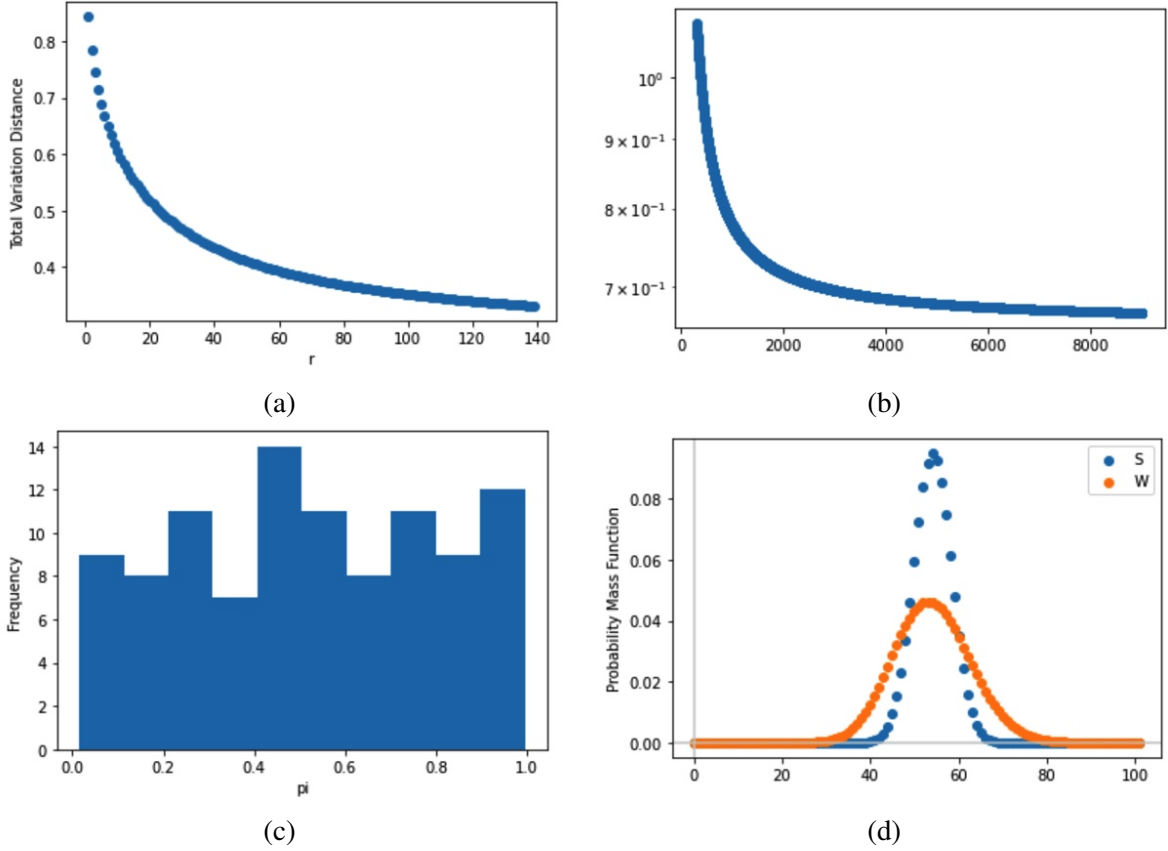 Total Variation Distance
0.8
0.7
0.6
0.5
0.4
0 20 40 60 80 100 120 140
r
(a)
10⁰
9 × 10⁻¹
8 × 10⁻¹
7 × 10⁻¹
0 2000 4000 6000 8000
(b)
Frequency
14
12
10
8
6
4
2
0
0.0 0.2 0.4 0.6 0.8 1.0
pi
(c)
Probability Mass Function
0.08
0.06
0.04
0.02
0.00
0 20 40 60 80 100
S
W
(d)